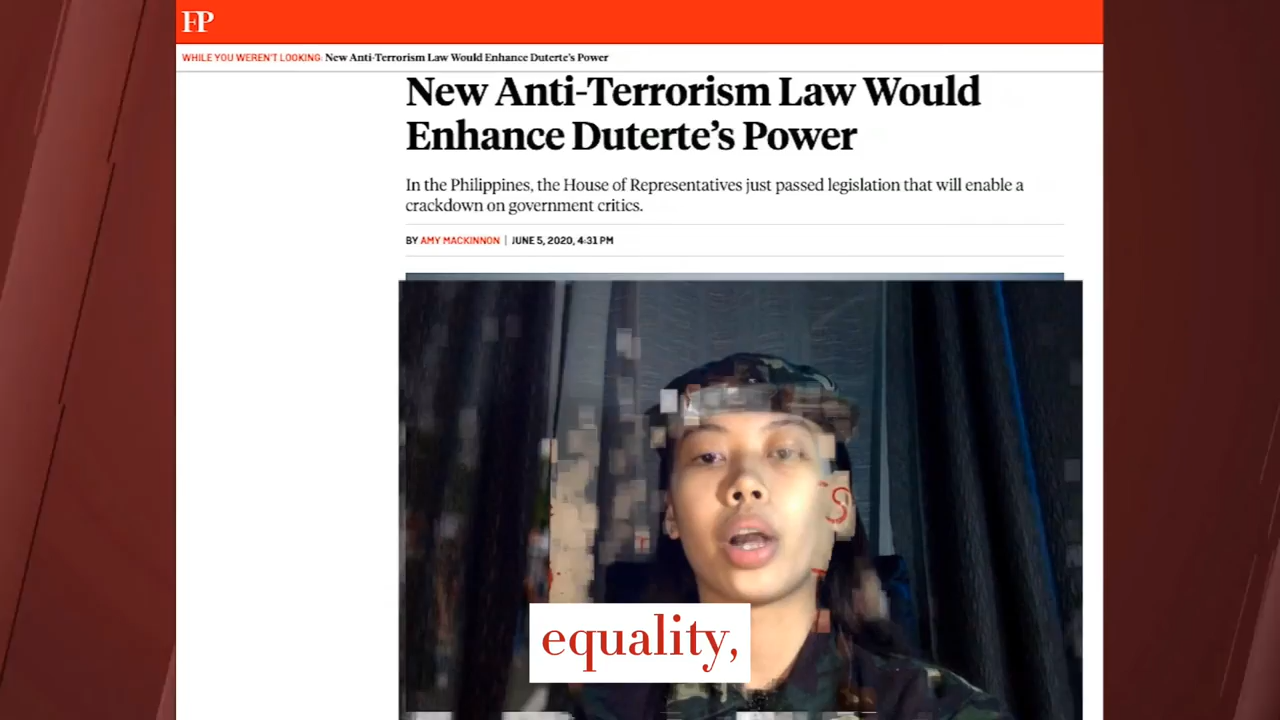 FP
WHILE YOU WEREN'T LOOKING: New Anti-Terrorism Law Would Enhance Duterte's Power
New Anti-Terrorism Law Would
Enhance Duterte's Power
In the Philippines, the House of Representatives just passed legislation that will enable a
crackdown on government critics.
BY AMY MACKINNON | JUNE 5, 2020, 4:31 PM
equality,